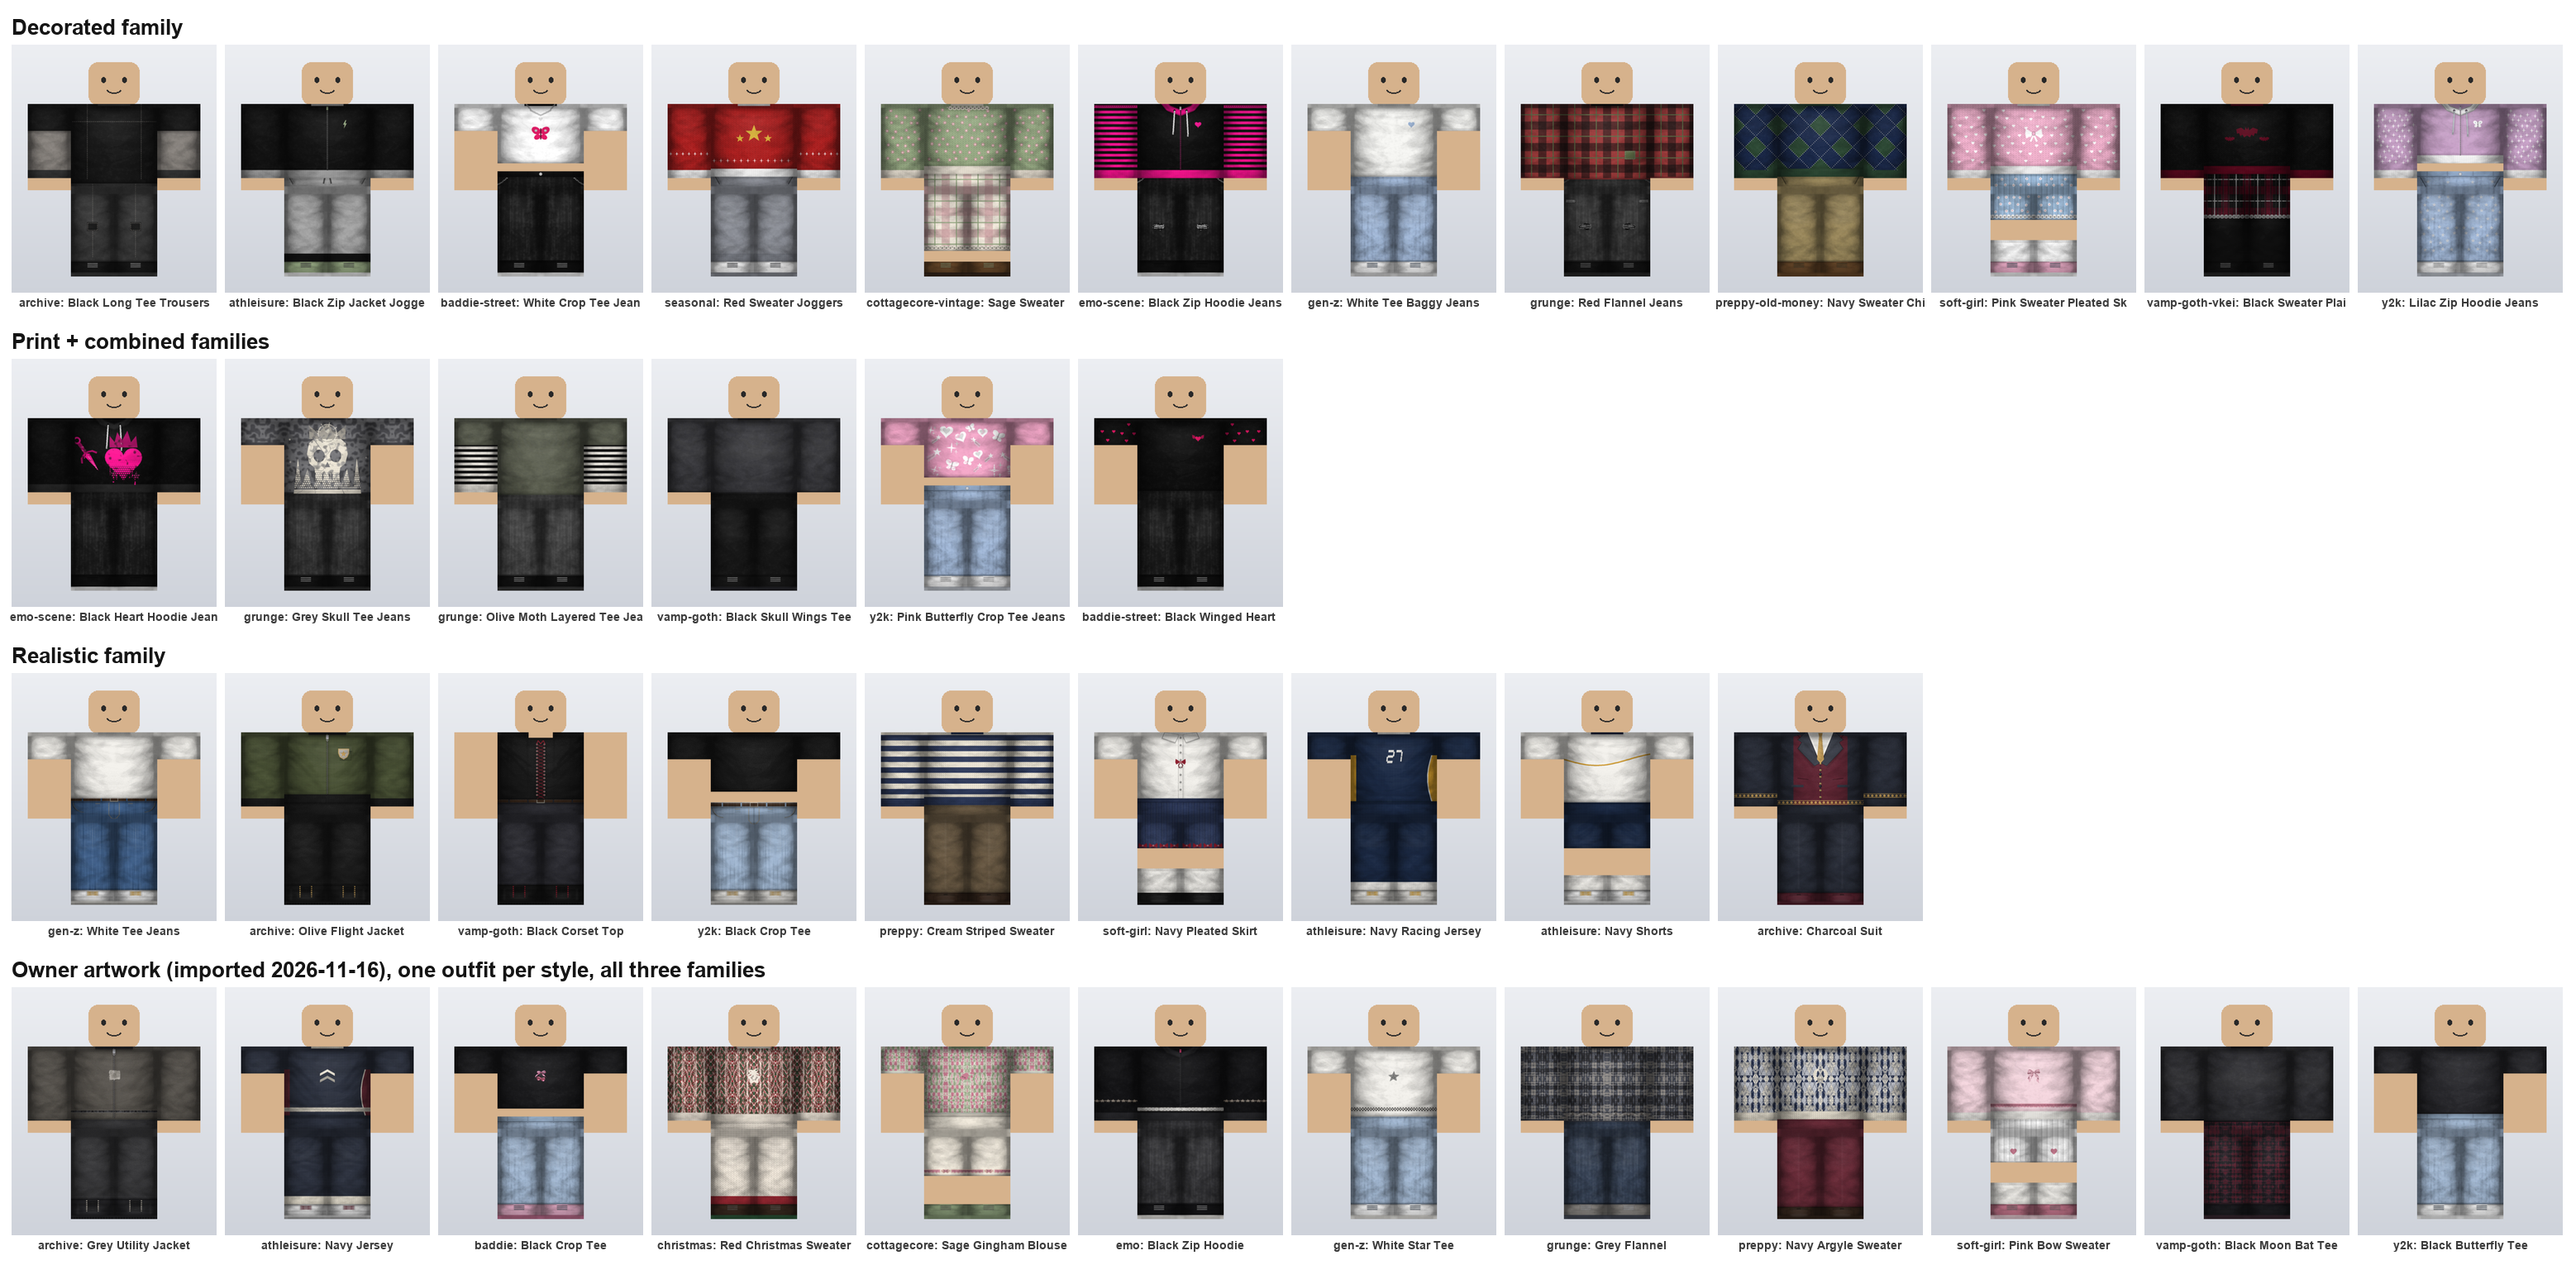 Decorated family
archive: Black Long Tee Trousers
athleisure: Black Zip Jacket Jogge
baddie-street: White Crop Tee Jean
seasonal: Red Sweater Joggers
cottagecore-vintage: Sage Sweater
emo-scene: Black Zip Hoodie Jeans
gen-z: White Tee Baggy Jeans
grunge: Red Flannel Jeans
preppy-old-money: Navy Sweater Chi
soft-girl: Pink Sweater Pleated Sk
vamp-goth-vkei: Black Sweater Plai
y2k: Lilac Zip Hoodie Jeans
Print + combined families
emo-scene: Black Heart Hoodie Jean
grunge: Grey Skull Tee Jeans
grunge: Olive Moth Layered Tee Jea
vamp-goth: Black Skull Wings Tee
y2k: Pink Butterfly Crop Tee Jeans
baddie-street: Black Winged Heart
Realistic family
27
gen-z: White Tee Jeans
archive: Olive Flight Jacket
vamp-goth: Black Corset Top
y2k: Black Crop Tee
preppy: Cream Striped Sweater
soft-girl: Navy Pleated Skirt
athleisure: Navy Racing Jersey
athleisure: Navy Shorts
archive: Charcoal Suit
Owner artwork (imported 2026-11-16), one outfit per style, all three families
archive: Grey Utility Jacket
athleisure: Navy Jersey
baddie: Black Crop Tee
christmas: Red Christmas Sweater
cottagecore: Sage Gingham Blouse
emo: Black Zip Hoodie
gen-z: White Star Tee
grunge: Grey Flannel
preppy: Navy Argyle Sweater
soft-girl: Pink Bow Sweater
vamp-goth: Black Moon Bat Tee
y2k: Black Butterfly Tee